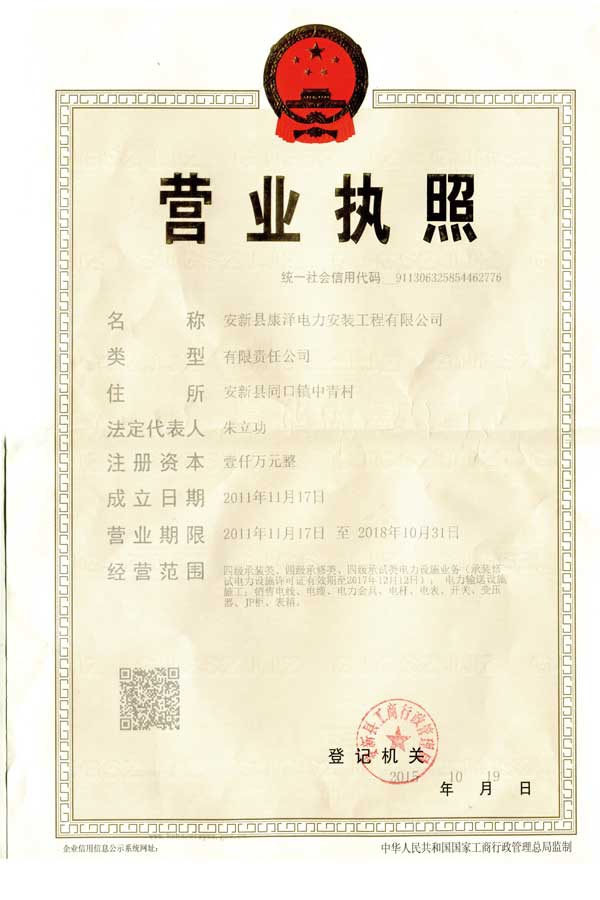 营业执照
统一社会信用代码 911306325854462776
名称 安新县康泽电力安装工程有限公司
类型 有限责任公司
住所 安新县同口镇中青村
法定代表人 朱立功
注册资本 壹仟万元整
成立日期 2011年11月17日
营业期限 2011年11月17日 至 2018年10月31日
经营范围 四级承装类、四级承修类、四级承试类电力设施业务(承装修
试电力设施许可证有效期至2017年12月12日);电力输送设施
施工;销售电线、电缆、电力金具、电杆、电表、开关、变压
器、JP柜、表箱。
安新县工商行政管理局
登记机关
2015 10 19
年 月 日
企业信用信息公示系统网址:
中华人民共和国国家工商行政管理总局监制